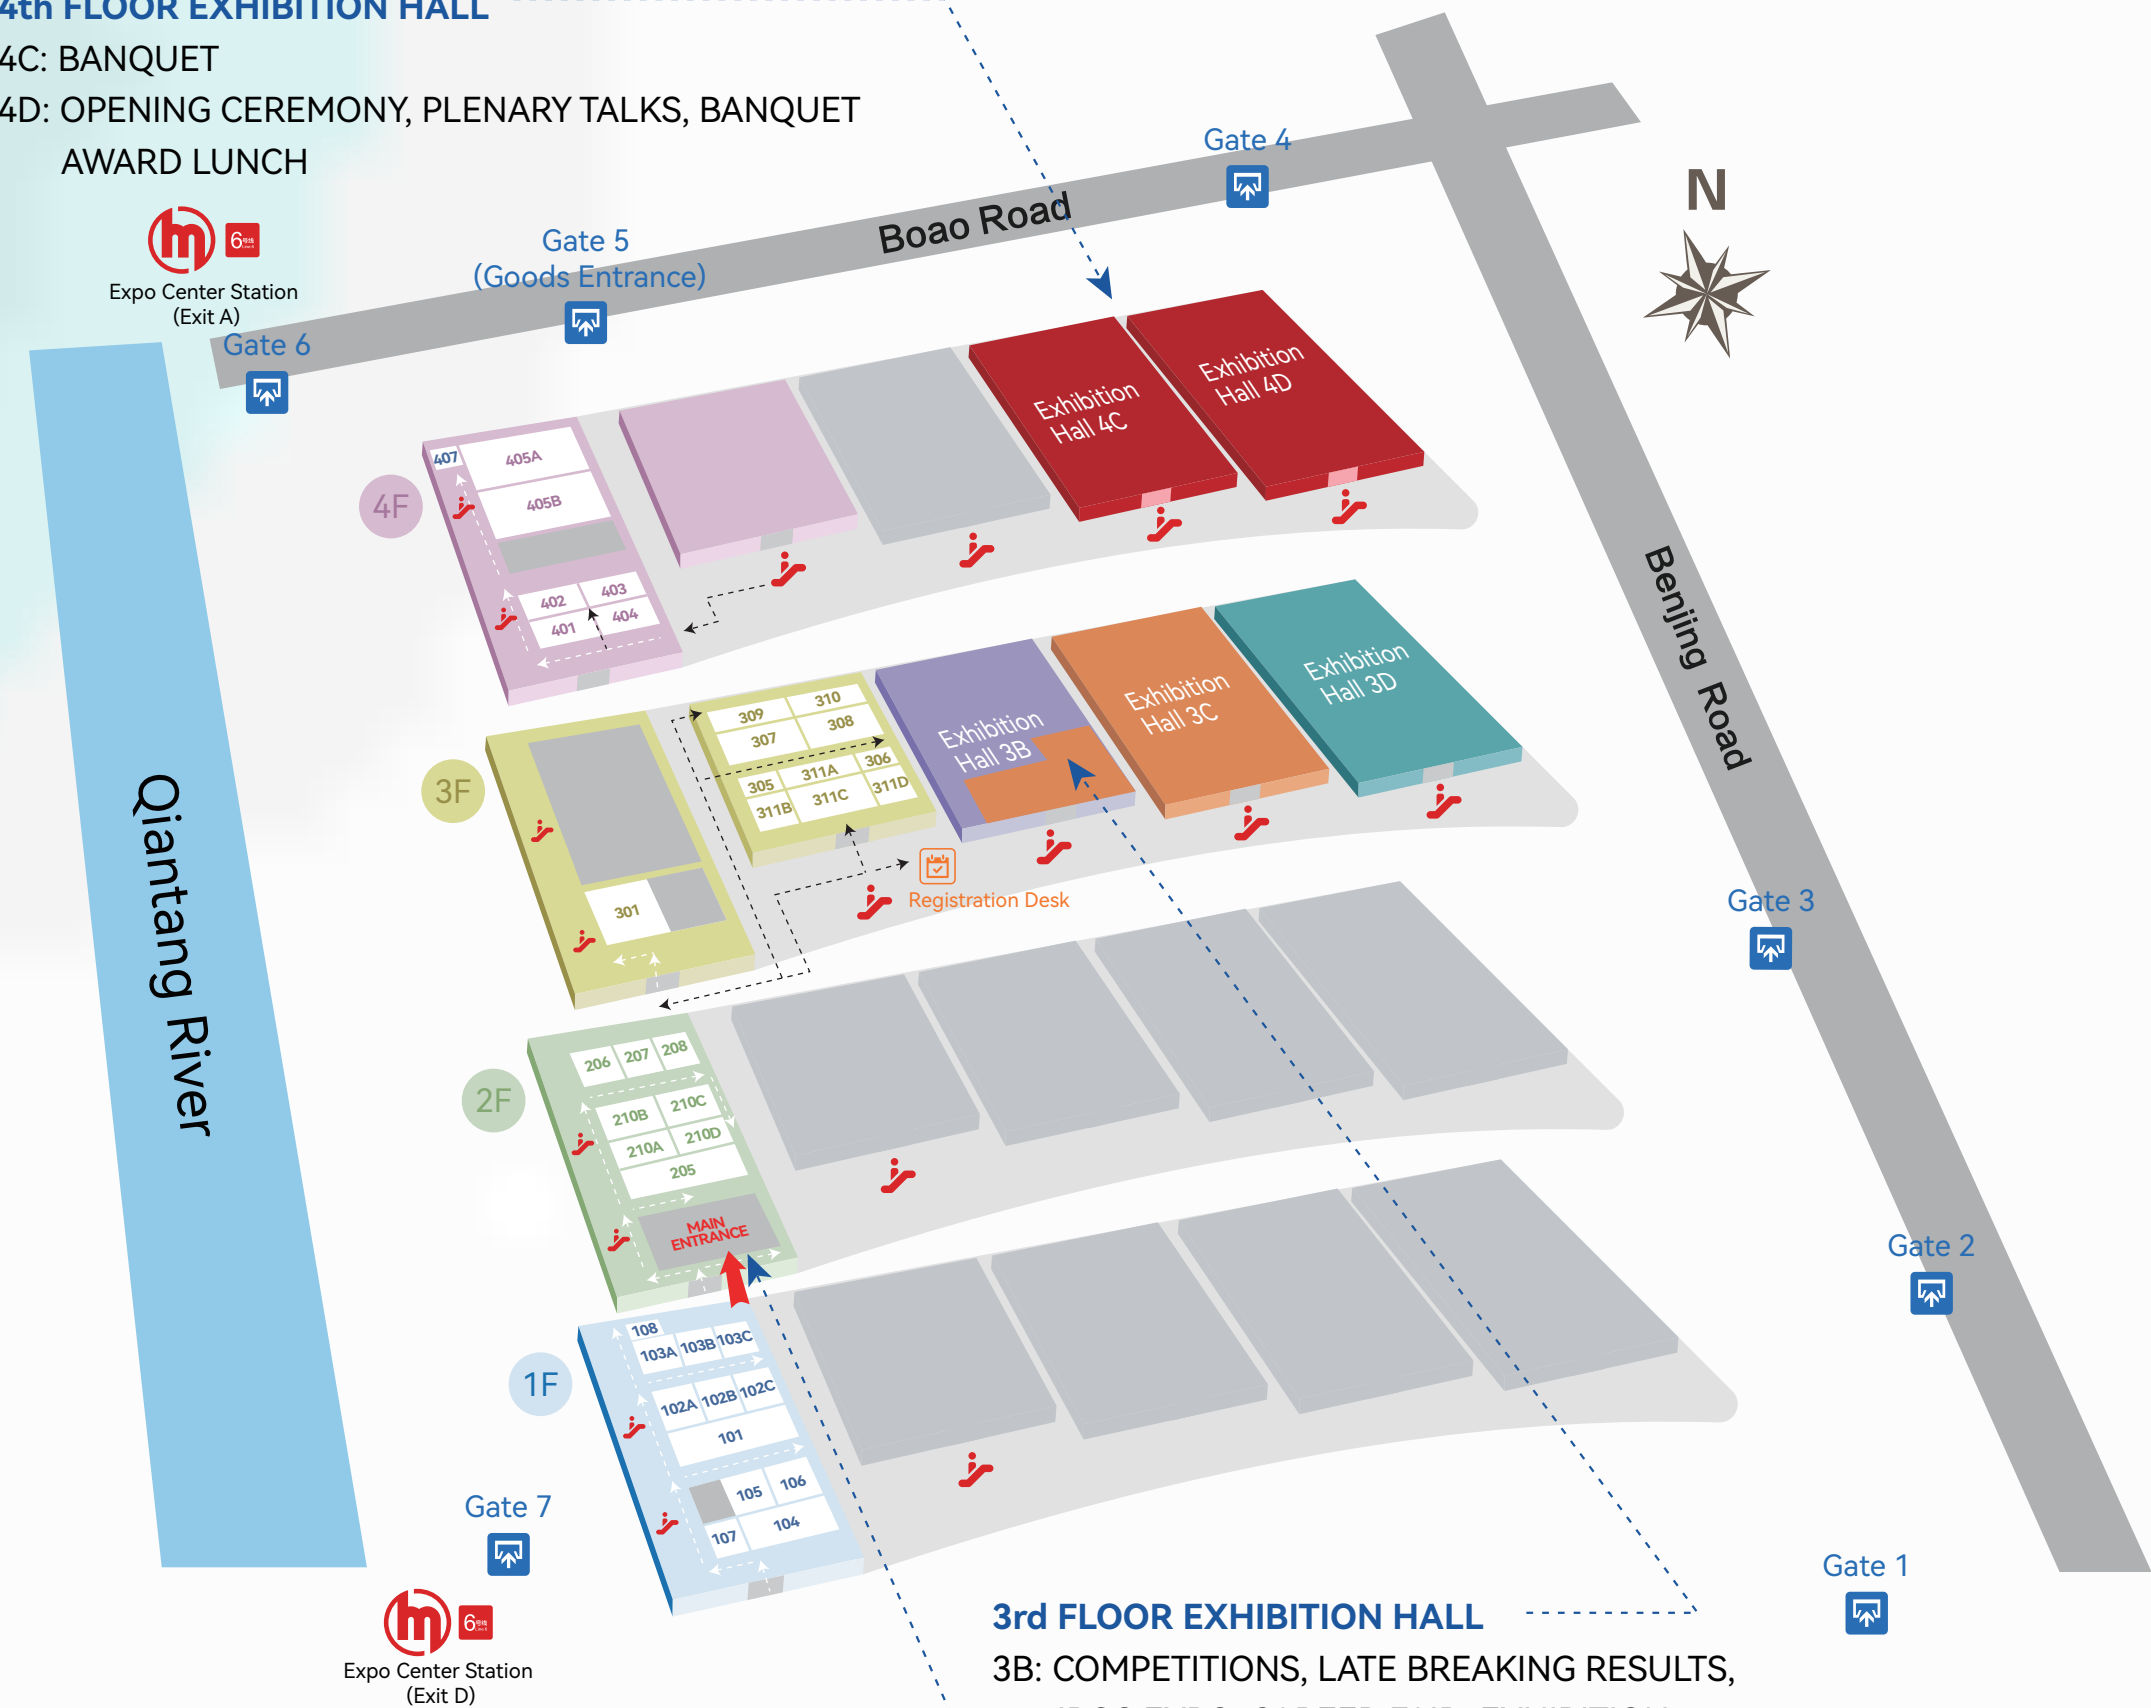 4th FLOOR EXHIBITION HALL
4C: BANQUET
4D: OPENING CEREMONY, PLENARY TALKS, BANQUET
AWARD LUNCH
Gate 4
N
Boao Road
Gate 5
(Goods Entrance)
6号线
Expo Center Station
(Exit A)
Gate 6
Exhibition
Hall 4D
Exhibition
Hall 4C
4F
407
405A
405B
402
403
401
404
Benjing Road
Exhibition
Hall 3D
Exhibition
Hall 3C
Exhibition
Hall 3B
3F
309
310
307
308
305
311A
306
311B
311C
311D
301
Registration Desk
Qiantang River
Gate 3
2F
206
207
208
210B
210C
210A
210D
205
MAIN
ENTRANCE
Gate 2
1F
108
103A
103B
103C
102A
102B
102C
101
105
106
107
104
Gate 7
Gate 1
6号线
Expo Center Station
(Exit D)
3rd FLOOR EXHIBITION HALL
3B: COMPETITIONS, LATE BREAKING RESULTS,